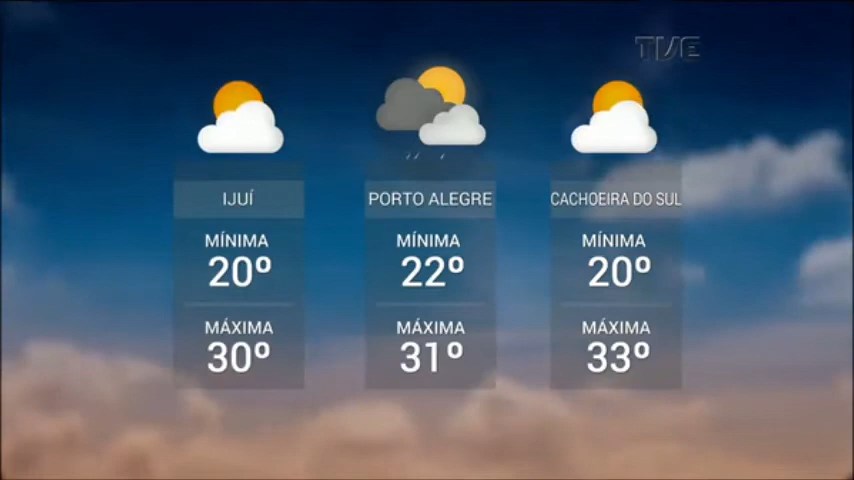 TVE
IJUÍ
MÍNIMA
20º
MÁXIMA
30º
PORTO ALEGRE
MÍNIMA
22º
MÁXIMA
31º
CACHOEIRA DO SUL
MÍNIMA
20º
MÁXIMA
33º